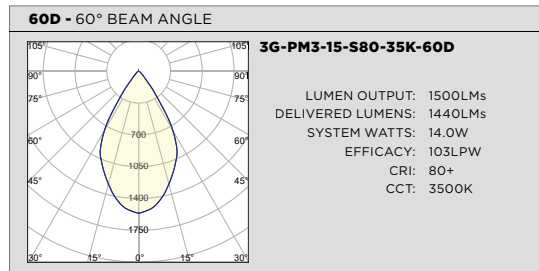 60D - 60° BEAM ANGLE
3G-PM3-15-S80-35K-60D
105° 105°
90° 90°
75° 75°
60° 60°
45° 45°
30° 15° 0° 15° 30°
700
1050
1400
1750
LUMEN OUTPUT: 1500LMs
DELIVERED LUMENS: 1440LMs
SYSTEM WATTS: 14.0W
EFFICACY: 103LPW
CRI: 80+
CCT: 3500K